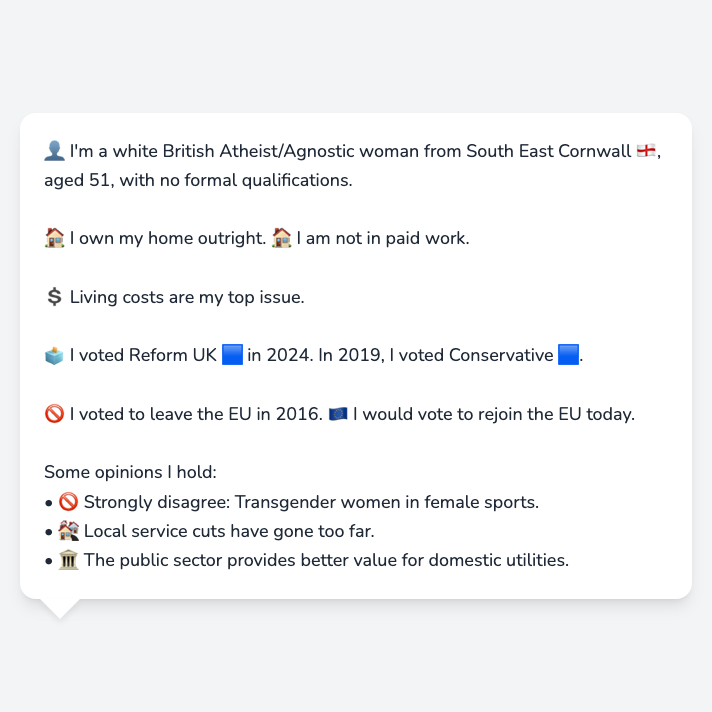 👤 I'm a white British Atheist/Agnostic woman from South East Cornwall 🏴󠁧󠁢󠁥󠁮󠁧󠁿,
aged 51, with no formal qualifications.
🏠 I own my home outright. 🏠 I am not in paid work.
💲 Living costs are my top issue.
🗳️ I voted Reform UK 🟦 in 2024. In 2019, I voted Conservative 🟦.
🚫 I voted to leave the EU in 2016. 🇪🇺 I would vote to rejoin the EU today.
Some opinions I hold:
• 🚫 Strongly disagree: Transgender women in female sports.
• 🏚️ Local service cuts have gone too far.
• 🏛️ The public sector provides better value for domestic utilities.